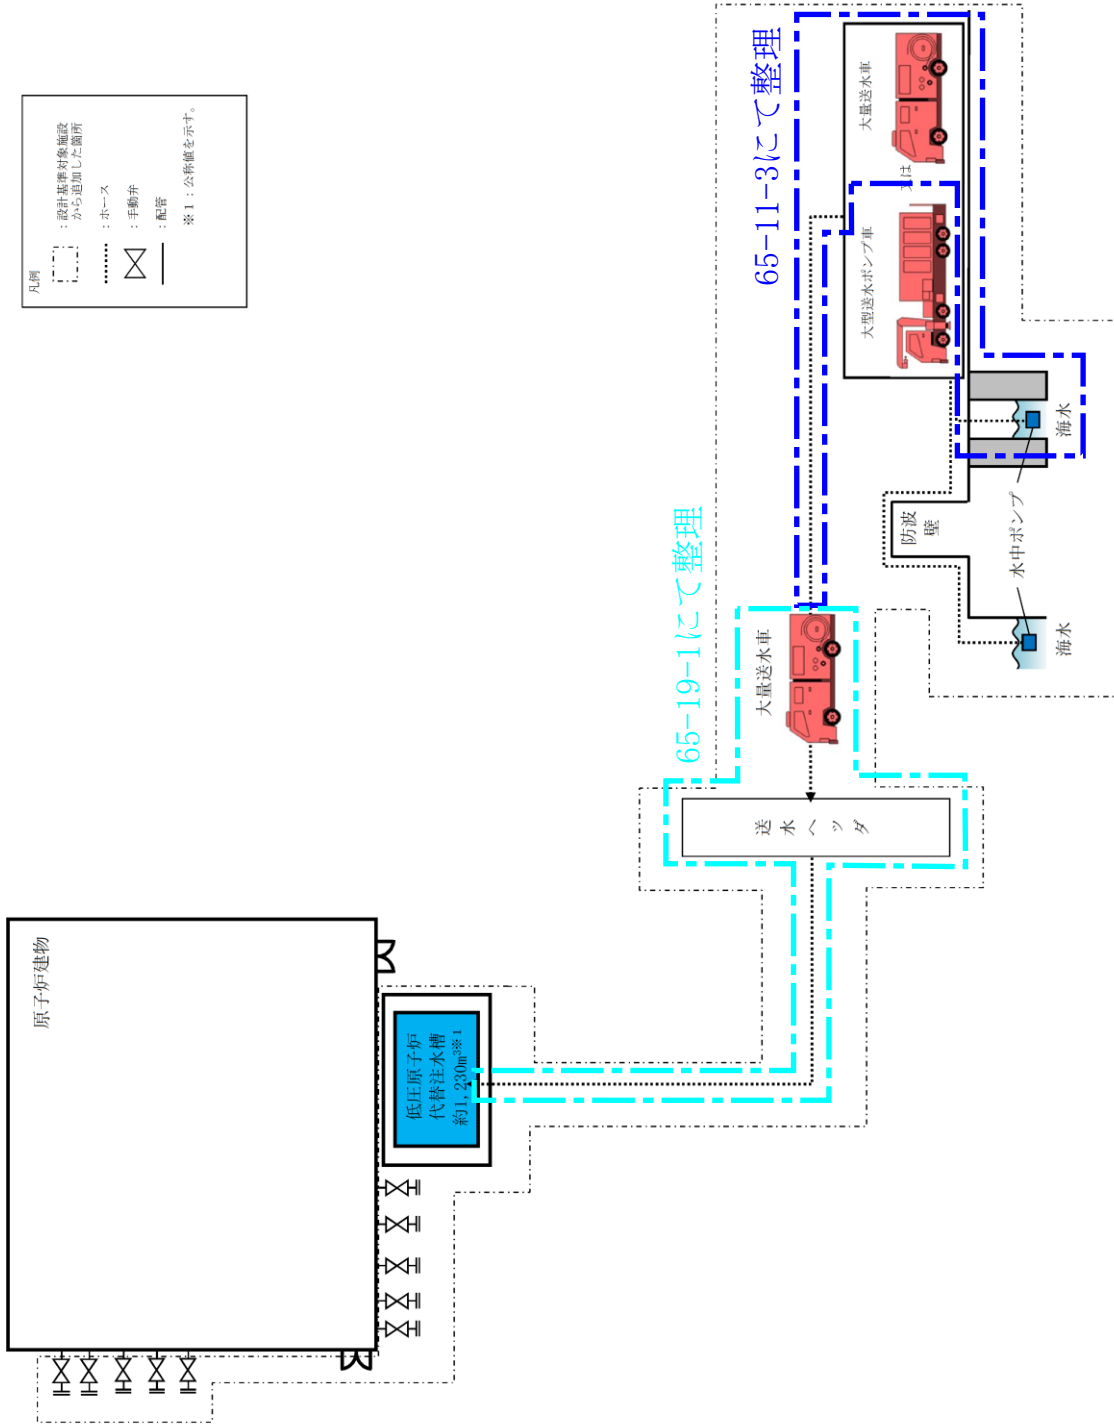 凡例
：設計基準対象施設
から追加した箇所
：ホース
：手動弁
：配管
※１：公称値を示す。
65-11-3にて整理
大量送水車
又は
大型送水ポンプ車
海水
防波
壁
水中ポンプ
海水
65-19-1にて整理
大量送水車
送水ヘッダ
原子炉建物
低圧原子炉
代替注水槽
約1,230m³※１